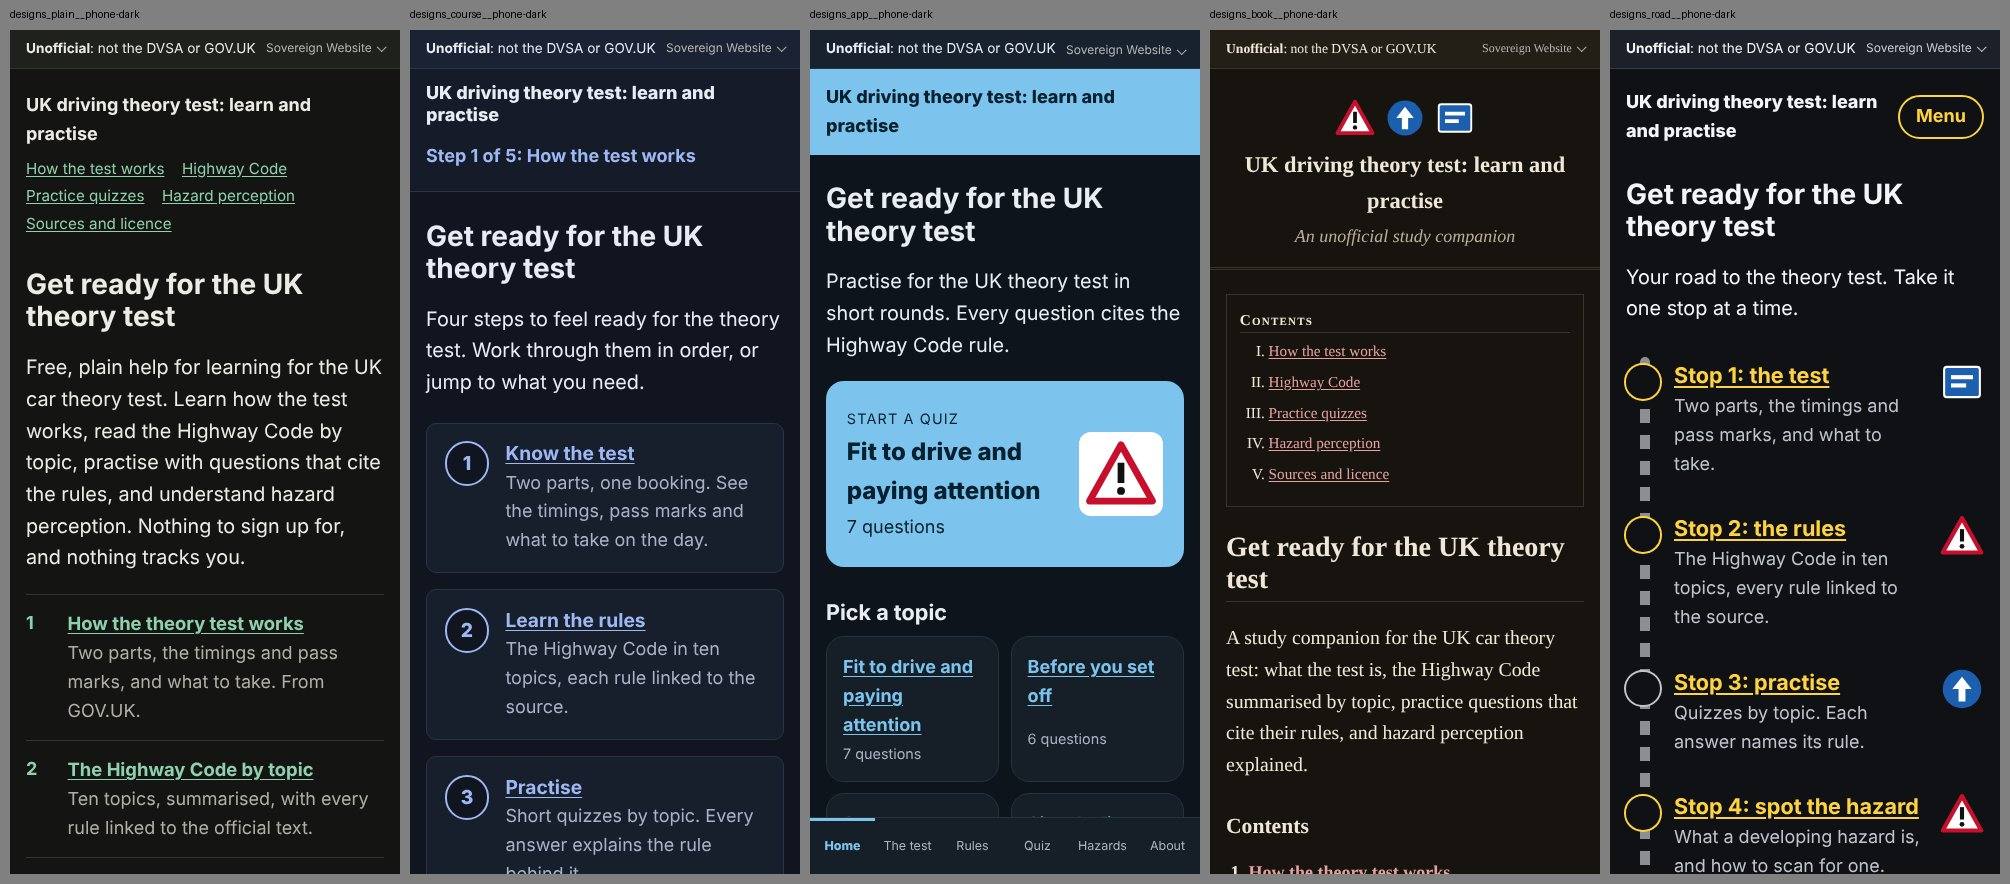 designs_plain__phone-dark
Unofficial: not the DVSA or GOV.UK Sovereign Website
UK driving theory test: learn and
practise
How the test works Highway Code
Practice quizzes Hazard perception
Sources and licence
Get ready for the UK
theory test
Free, plain help for learning for the UK
car theory test. Learn how the test
works, read the Highway Code by
topic, practise with questions that cite
the rules, and understand hazard
perception. Nothing to sign up for,
and nothing tracks you.
1 How the theory test works
Two parts, the timings and pass
marks, and what to take. From
GOV.UK.
2 The Highway Code by topic
Ten topics, summarised, with every
rule linked to the official text.
designs_course__phone-dark
Unofficial: not the DVSA or GOV.UK Sovereign Website
UK driving theory test: learn and
practise
Step 1 of 5: How the test works
Get ready for the UK
theory test
Four steps to feel ready for the theory
test. Work through them in order, or
jump to what you need.
1 Know the test
Two parts, one booking. See
the timings, pass marks and
what to take on the day.
2 Learn the rules
The Highway Code in ten
topics, each rule linked to the
source.
3 Practise
Short quizzes by topic. Every
answer explains the rule
behind it.
designs_app__phone-dark
Unofficial: not the DVSA or GOV.UK Sovereign Website
UK driving theory test: learn and
practise
Get ready for the UK
theory test
Practise for the UK theory test in
short rounds. Every question cites the
Highway Code rule.
START A QUIZ
Fit to drive and
paying attention
7 questions
Pick a topic
Fit to drive and
paying
attention
7 questions
Before you set
off
6 questions
Home The test Rules Quiz Hazards About
designs_book__phone-dark
Unofficial: not the DVSA or GOV.UK Sovereign Website
UK driving theory test: learn and
practise
An unofficial study companion
Contents
I. How the test works
II. Highway Code
III. Practice quizzes
IV. Hazard perception
V. Sources and licence
Get ready for the UK theory
test
A study companion for the UK car theory
test: what the test is, the Highway Code
summarised by topic, practice questions that
cite their rules, and hazard perception
explained.
Contents
1. How the theory test works
designs_road__phone-dark
Unofficial: not the DVSA or GOV.UK Sovereign Website
UK driving theory test: learn
and practise
Menu
Get ready for the UK
theory test
Your road to the theory test. Take it
one stop at a time.
Stop 1: the test
Two parts, the timings and
pass marks, and what to
take.
Stop 2: the rules
The Highway Code in ten
topics, every rule linked to
the source.
Stop 3: practise
Quizzes by topic. Each
answer names its rule.
Stop 4: spot the hazard
What a developing hazard is,
and how to scan for one.